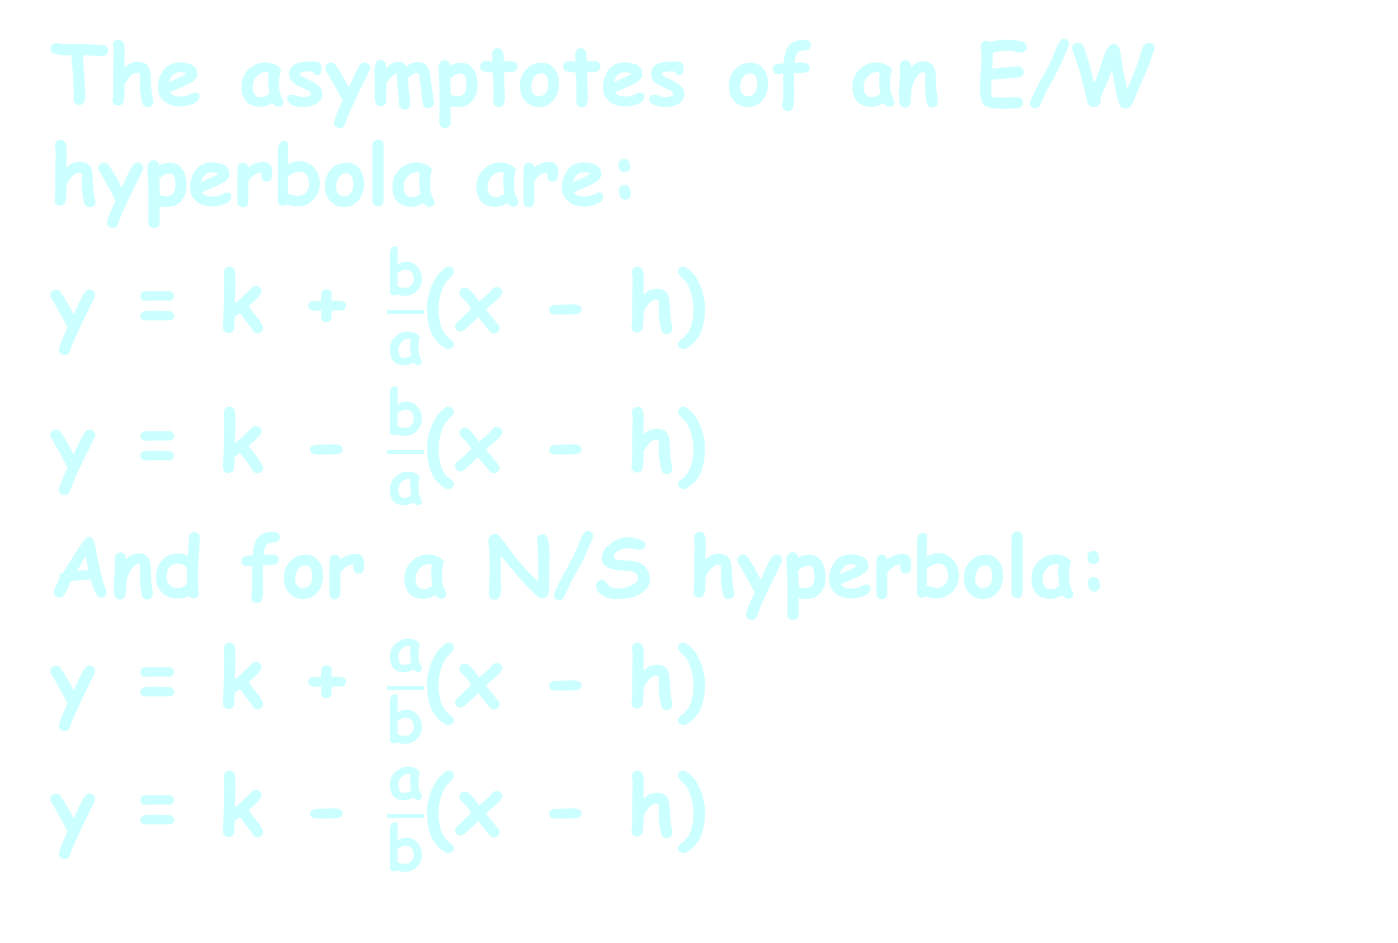 The asymptotes of an E/W
hyperbola are:
y = k + b/a(x - h)
y = k - b/a(x - h)
And for a N/S hyperbola:
y = k + a/b(x - h)
y = k - a/b(x - h)